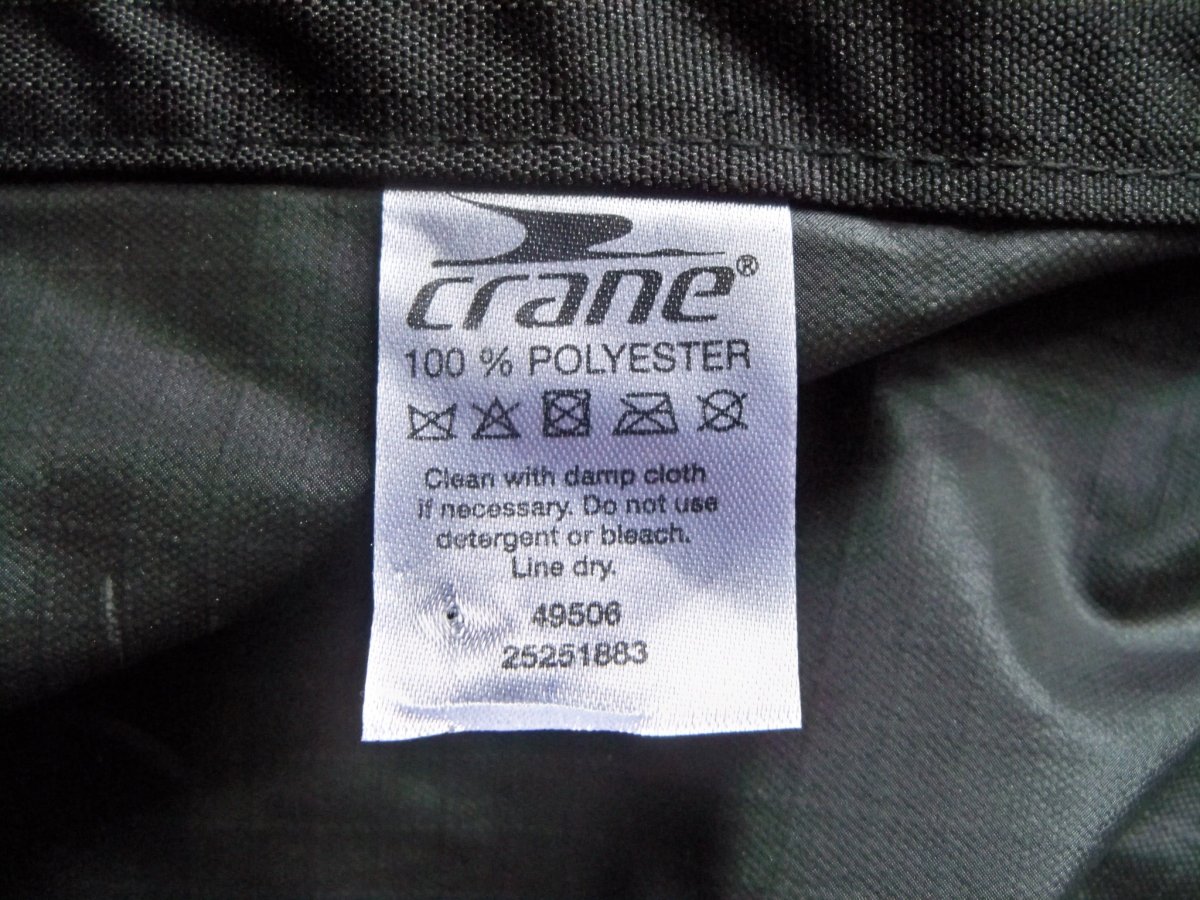 crane®
100 % POLYESTER
Clean with damp cloth
if necessary. Do not use
detergent or bleach.
Line dry.
49506
25251883